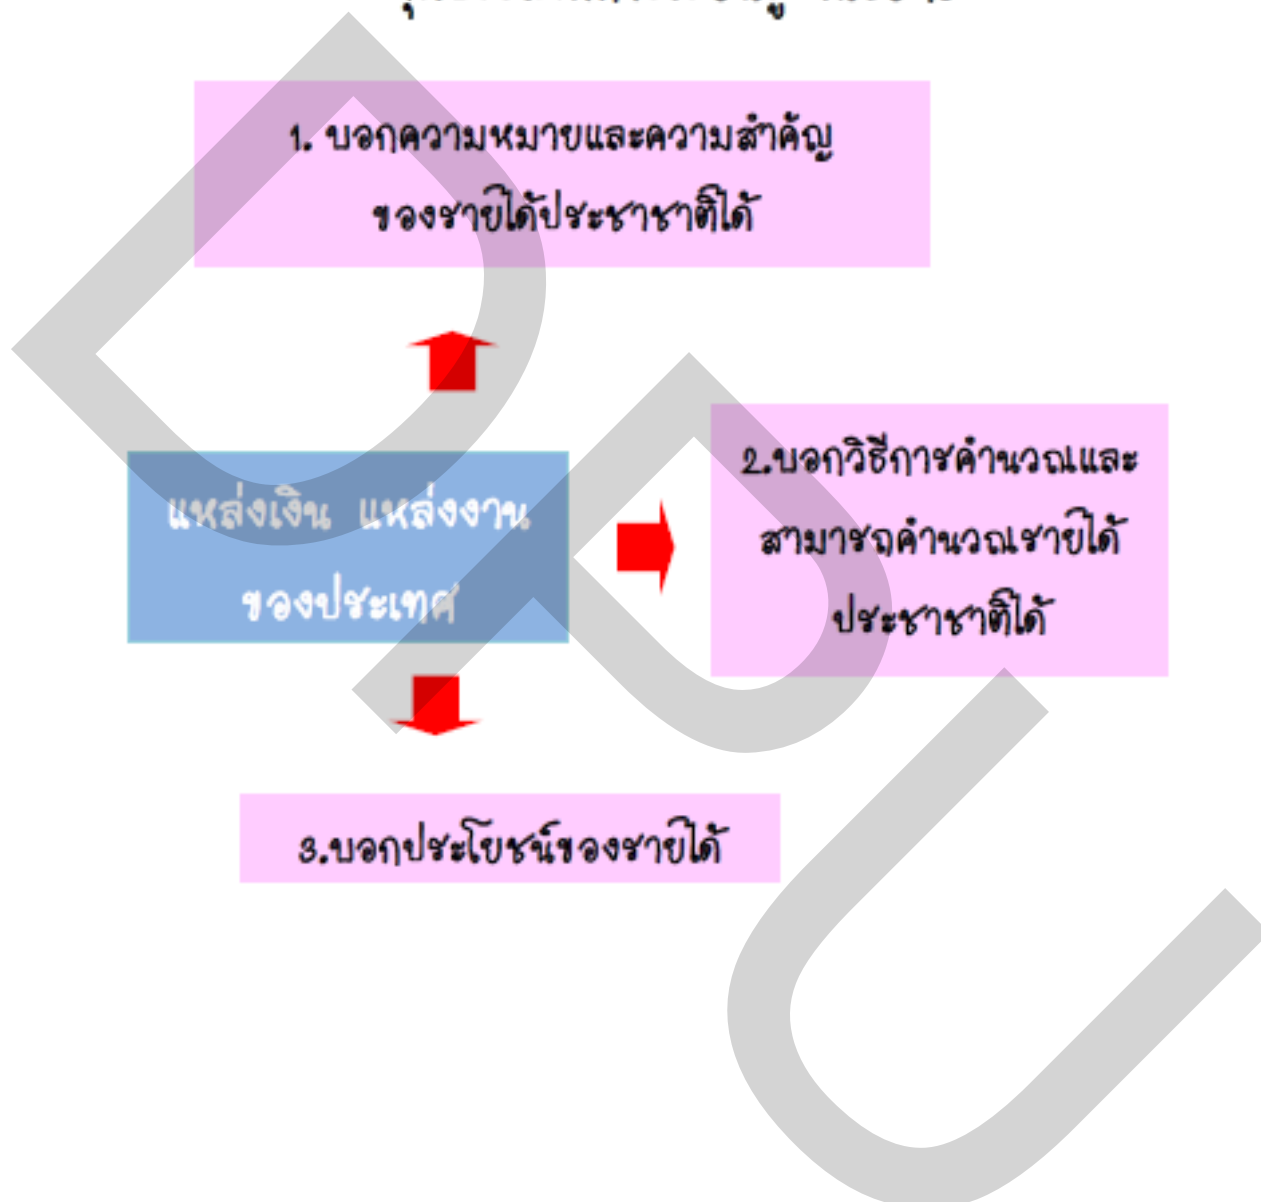 1. บอกความหมายและความสำคัญ
ของรายได้ประชาชาติได้
แหล่งเงิน แหล่งงาน
ของประเทศ
2.บอกวิธีการคำนวณและ
สามารถคำนวณรายได้
ประชาชาติได้
3.บอกประโยชน์ของรายได้
DPU